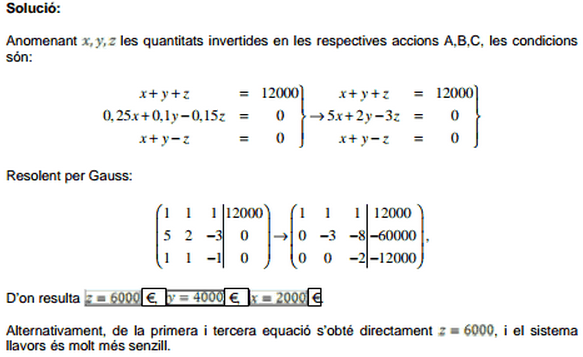 Solució:
Anomenant x, y, z les quantitats invertides en les respectives accions A,B,C, les condicions
són:
x+y+z = 12000 x+y+z = 12000
0,25x+0,1y−0,15z = 0 → 5x+2y−3z = 0
x+y−z = 0 x+y−z = 0
Resolent per Gauss:
1 1 1 12000 1 1 1 12000
5 2 −3 0 → 0 −3 −8 −60000 ,
1 1 −1 0 0 0 −2 −12000
D'on resulta z = 6000 € y = 4000 € x = 2000 €
Alternativament, de la primera i tercera equació s'obté directament z = 6000, i el sistema
llavors és molt més senzill.